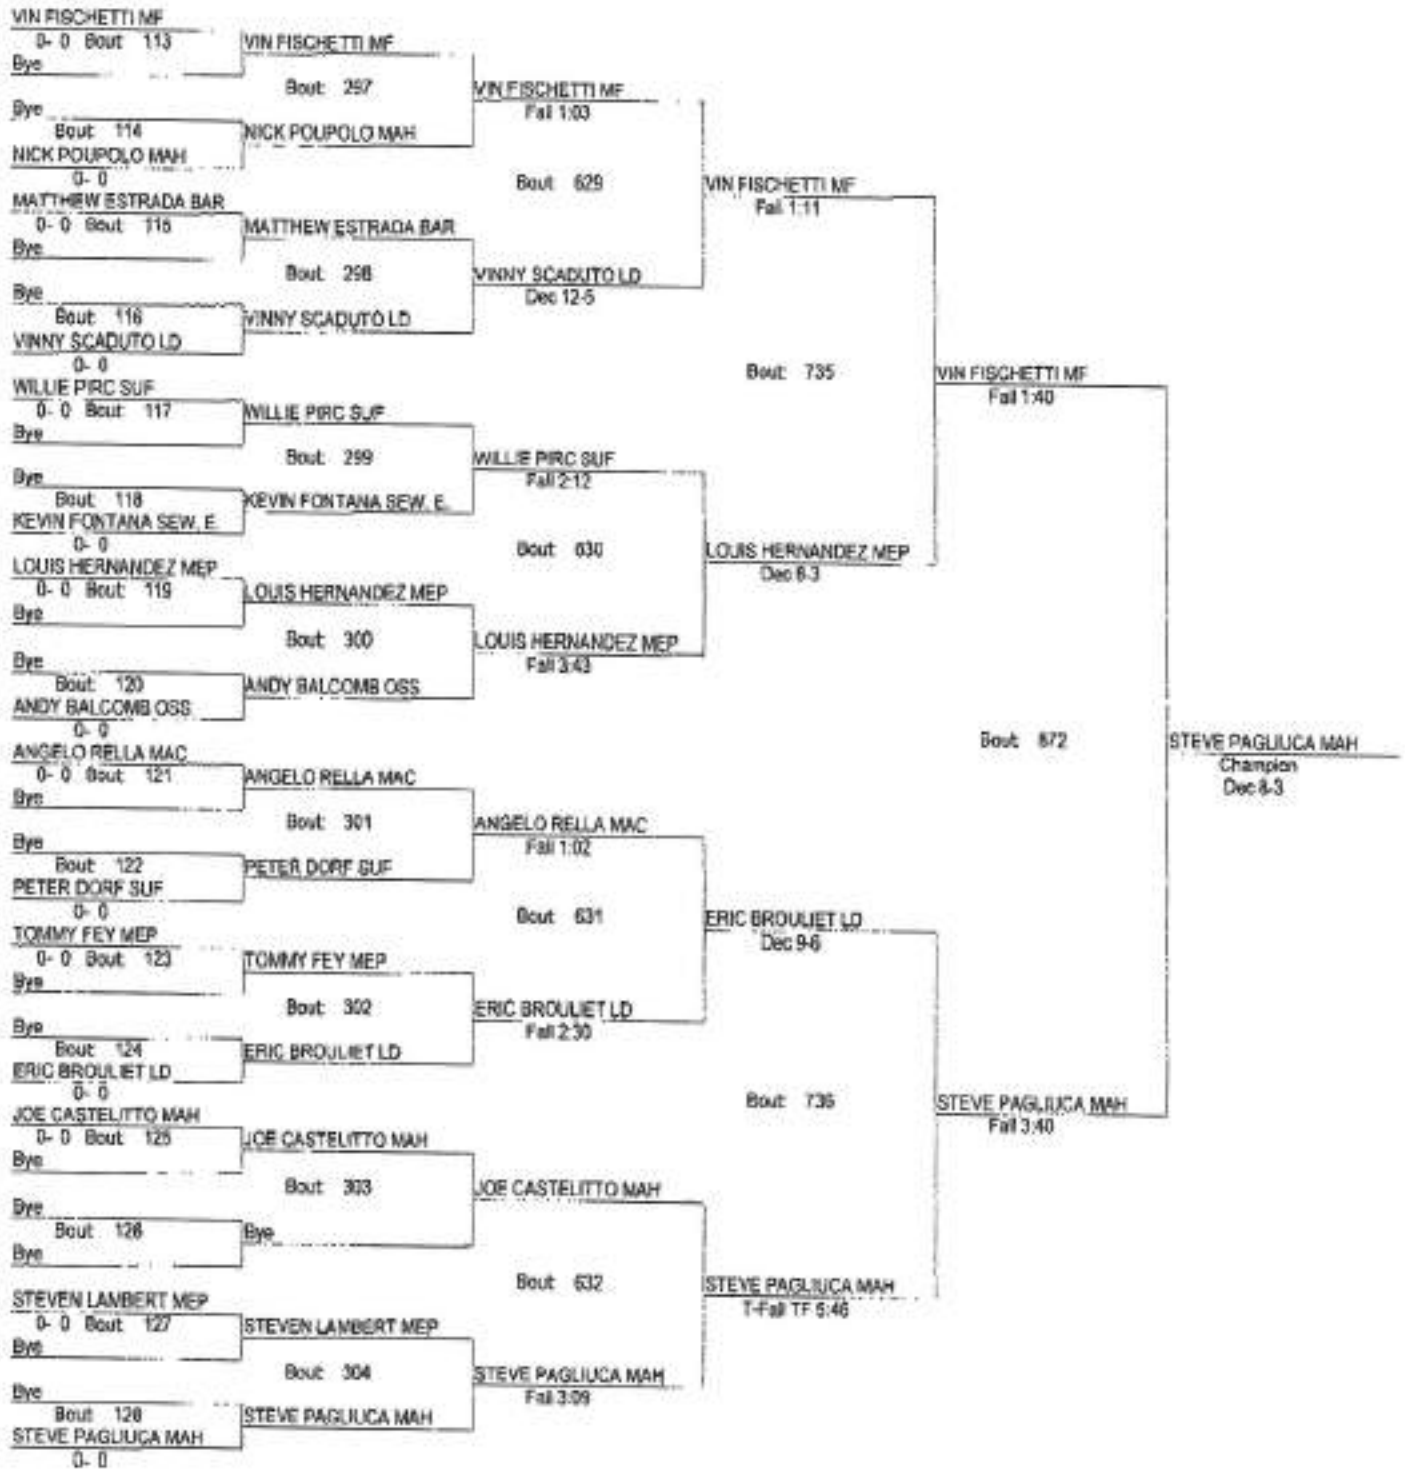 VIN FISCHETTI MF
0- 0 Bout 113
Bye
VIN FISCHETTI MF
Bout: 297
Bye
Bout 114
NICK POUPOLO MAH
0- 0
NICK POUPOLO MAH
VIN FISCHETTI MF
Fall 1:03
Bout 629
MATTHEW ESTRADA BAR
0- 0 Bout 115
Bye
MATTHEW ESTRADA BAR
Bout: 298
Bye
Bout 116
VINNY SCADUTO LD
0- 0
VINNY SCADUTO LD
VINNY SCADUTO LD
Dec 12-5
VIN FISCHETTI MF
Fall 1:11
Bout: 735
WILLIE PIRC SUF
0- 0 Bout 117
Bye
WILLIE PIRC SUF
Bout: 299
Bye
Bout 118
KEVIN FONTANA SEW. E.
0- 0
KEVIN FONTANA SEW. E.
WILLIE PIRC SUF
Fall 2:12
Bout 630
LOUIS HERNANDEZ MEP
0- 0 Bout 119
Bye
LOUIS HERNANDEZ MEP
Bout: 300
Bye
Bout: 120
ANDY BALCOMB OSS
0- 0
ANDY BALCOMB OSS
LOUIS HERNANDEZ MEP
Fall 3:43
LOUIS HERNANDEZ MEP
VIN FISCHETTI MF
Fall 1:40
Bout 872
ANGELO RELLA MAC
0- 0 Bout 121
Bye
ANGELO RELLA MAC
Bout: 301
Bye
Bout 122
PETER DORF SUF
0- 0
PETER DORF SUF
ANGELO RELLA MAC
Fall 1:02
Bout 631
TOMMY FEY MEP
0- 0 Bout 123
Bye
TOMMY FEY MEP
Bout: 302
Bye
Bout: 124
ERIC BROULIET LD
0- 0
ERIC BROULIET LD
ERIC BROULIET LD
Fall 2:30
ERIC BROULIET LD
Dec 9-6
Bout: 736
JOE CASTELITTO MAH
0- 0 Bout 125
Bye
JOE CASTELITTO MAH
Bout: 303
Bye
Bout 126
Bye
Bye
JOE CASTELITTO MAH
Bout 632
STEVEN LAMBERT MEP
0- 0 Bout 127
Bye
STEVEN LAMBERT MEP
Bout: 304
Bye
Bout 128
STEVE PAGLIUCA MAH
0- 0
STEVE PAGLIUCA MAH
STEVE PAGLIUCA MAH
Fall 3:09
STEVE PAGLIUCA MAH
T-Fall TF 5:46
STEVE PAGLIUCA MAH
Fall 3:40
STEVE PAGLIUCA MAH
Champion
Dec 8-3